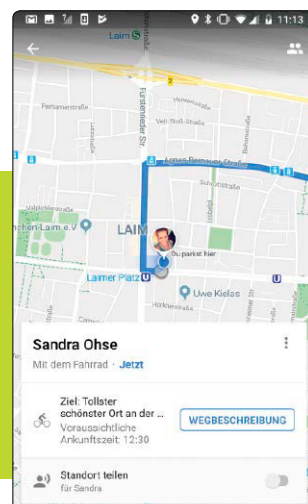 11:13
Laim S
Fürstenrieder Str.
Agnes-Bernauer-Straße
LAIM
Du parkst hier
Laimer Platz U
Uwe Kielas
Sandra Ohse
Mit dem Fahrrad · Jetzt
Ziel: Tollster
schönster Ort an der ...
WEGBESCHREIBUNG
Voraussichtliche
Ankunftszeit: 12:30
Standort teilen
für Sandra